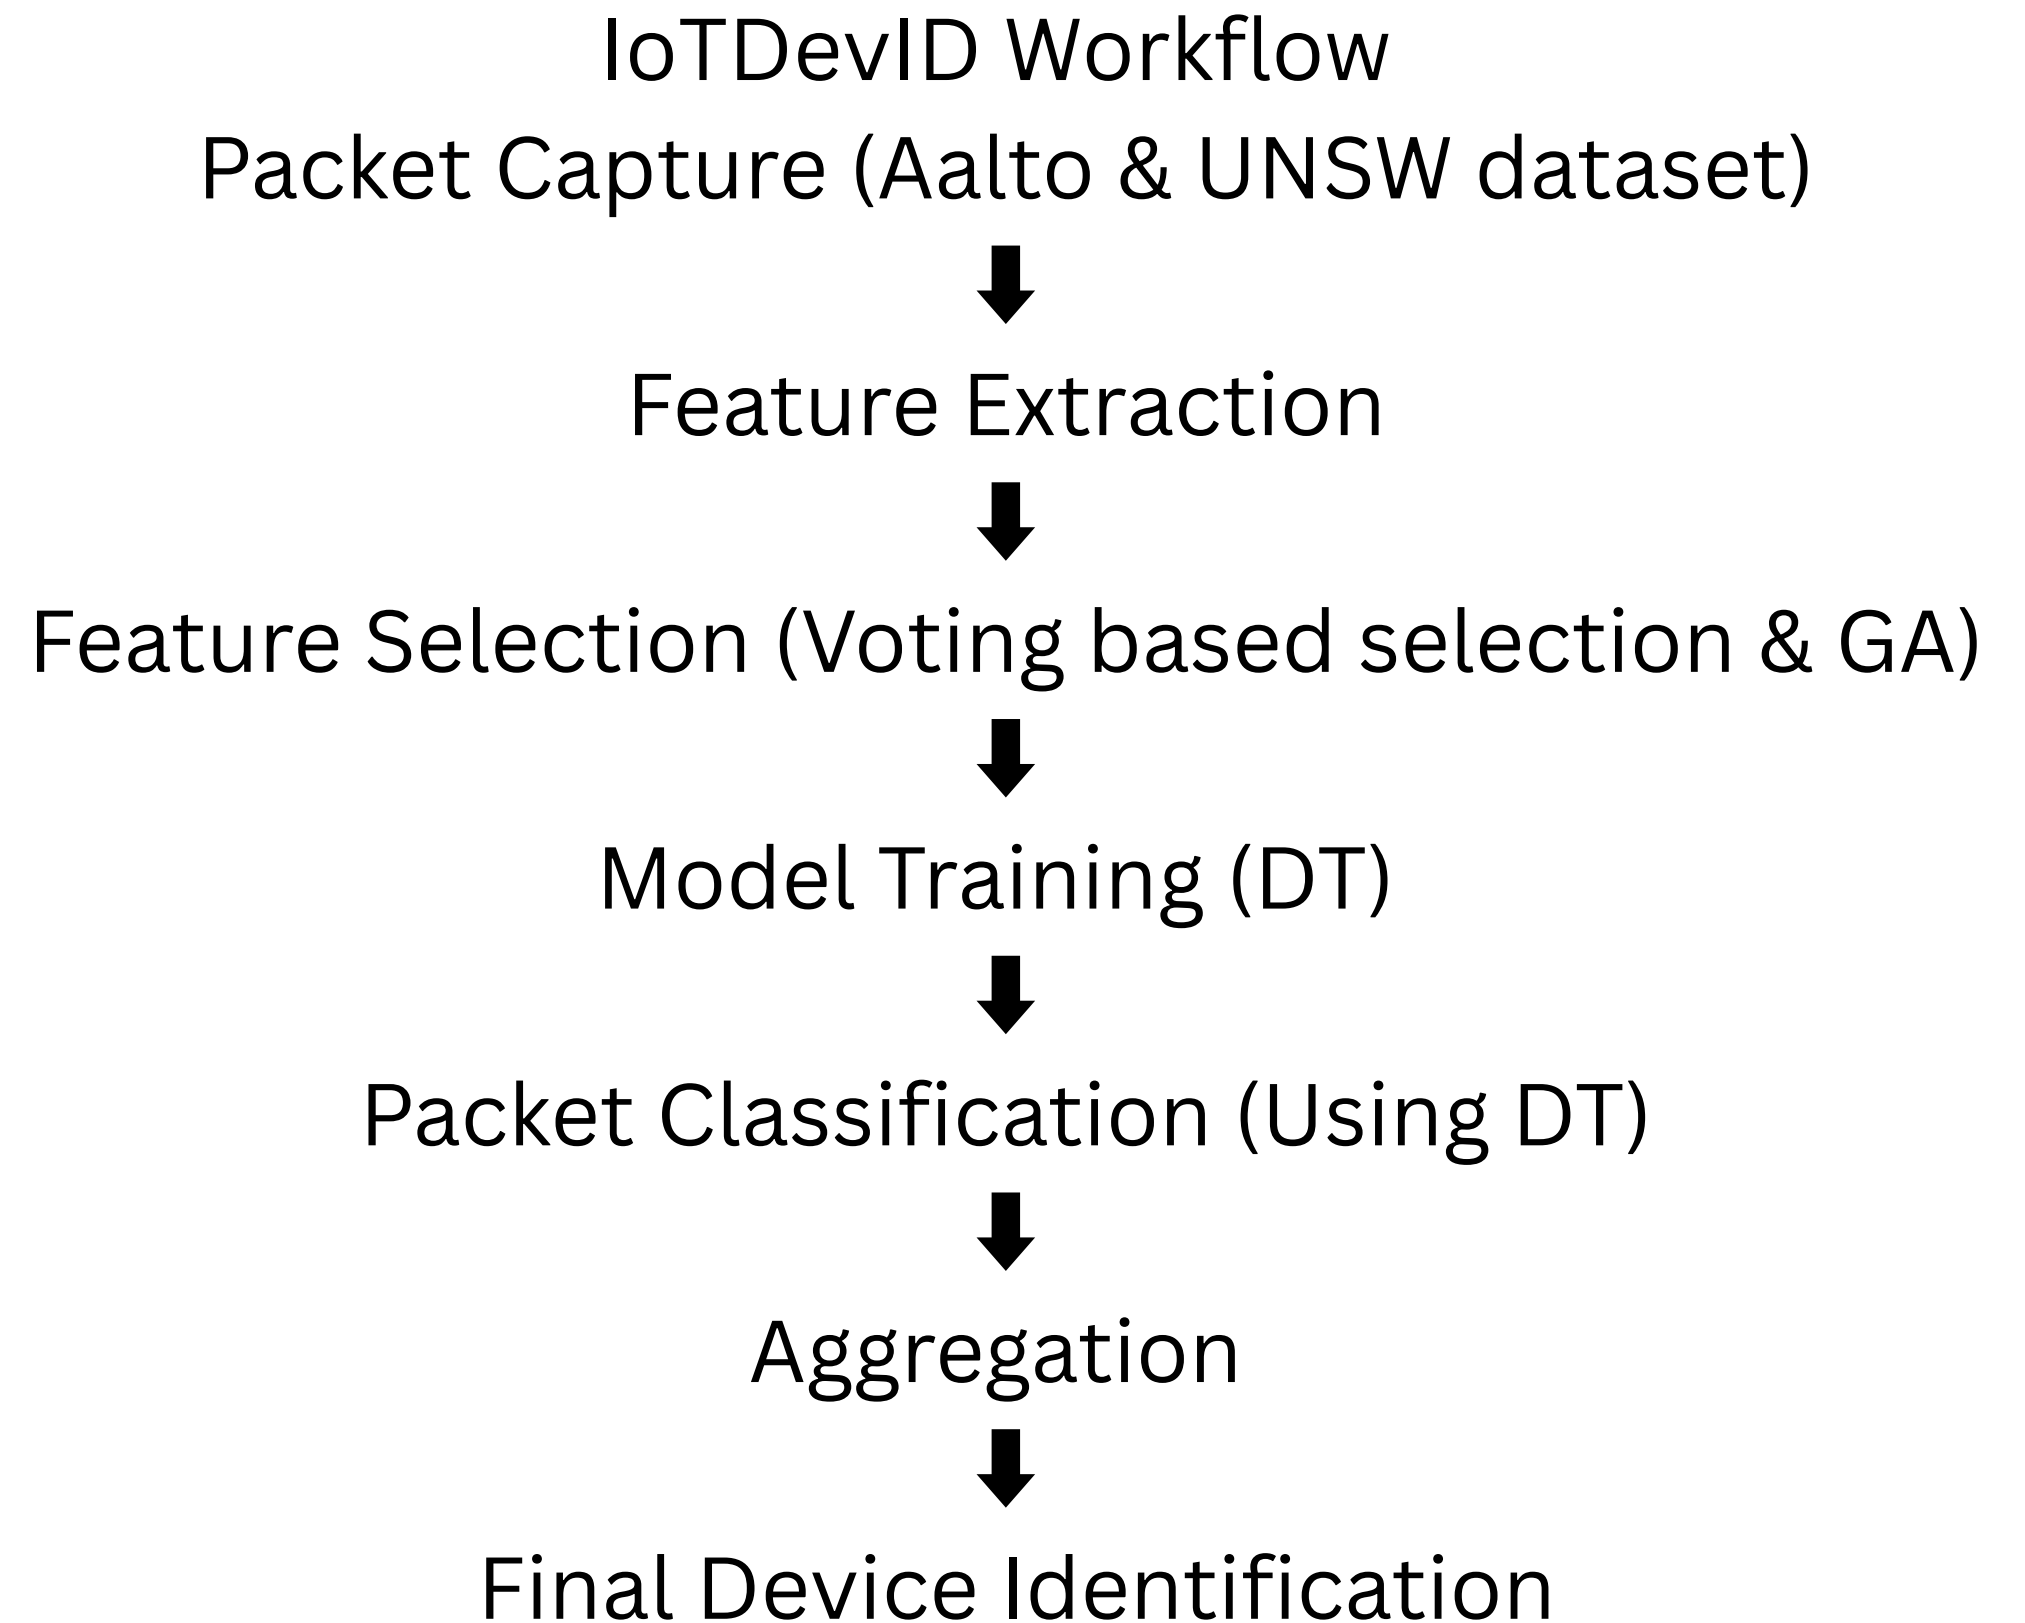 IoTDevID Workflow
Packet Capture (Aalto & UNSW dataset)
Feature Extraction
Feature Selection (Voting based selection & GA)
Model Training (DT)
Packet Classification (Using DT)
Aggregation
Final Device Identification